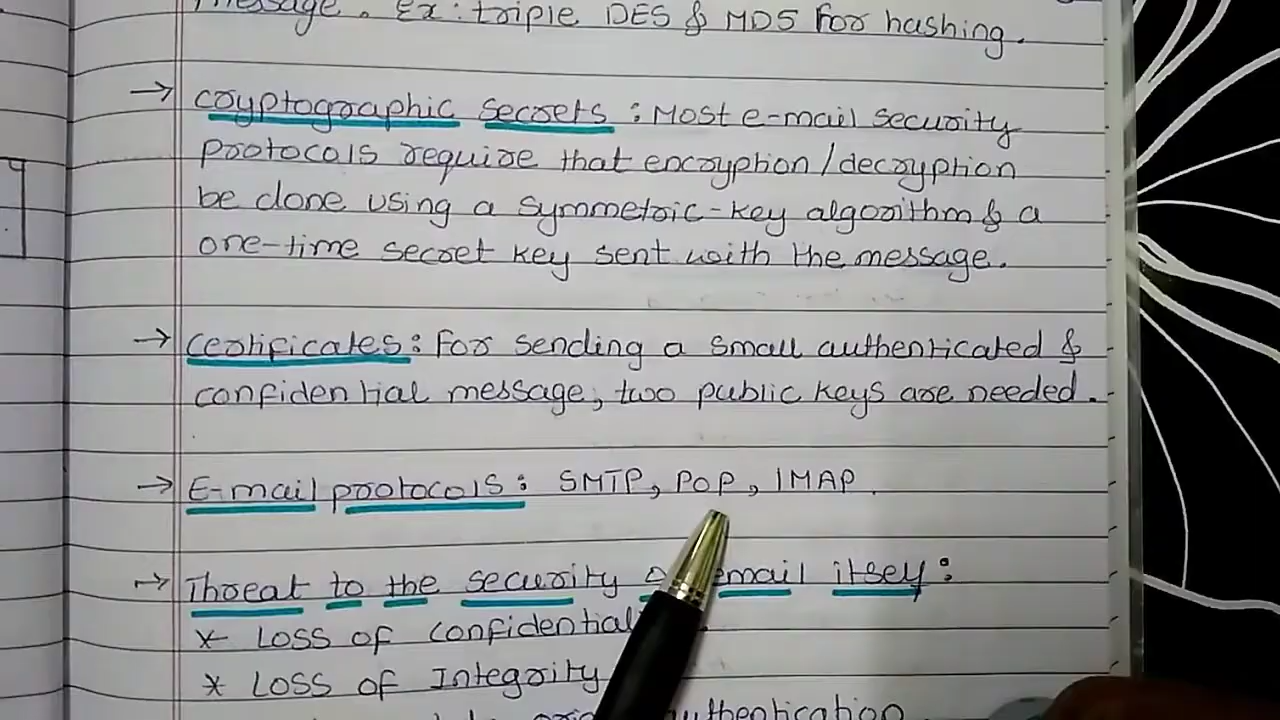 message. Ex: triple DES & MD5 for hashing.
→ cryptographic secrets : Most e-mail security
protocols require that encryption/decryption
be done using a symmetric-key algorithm & a
one-time secret key sent with the message.
→ certificates: For sending a small authenticated &
confidential message, two public keys are needed.
→ E-mail protocols: SMTP, POP, IMAP.
→ Threat to the security email itself:
* Loss of confidential
* Loss of Integrity
authentication